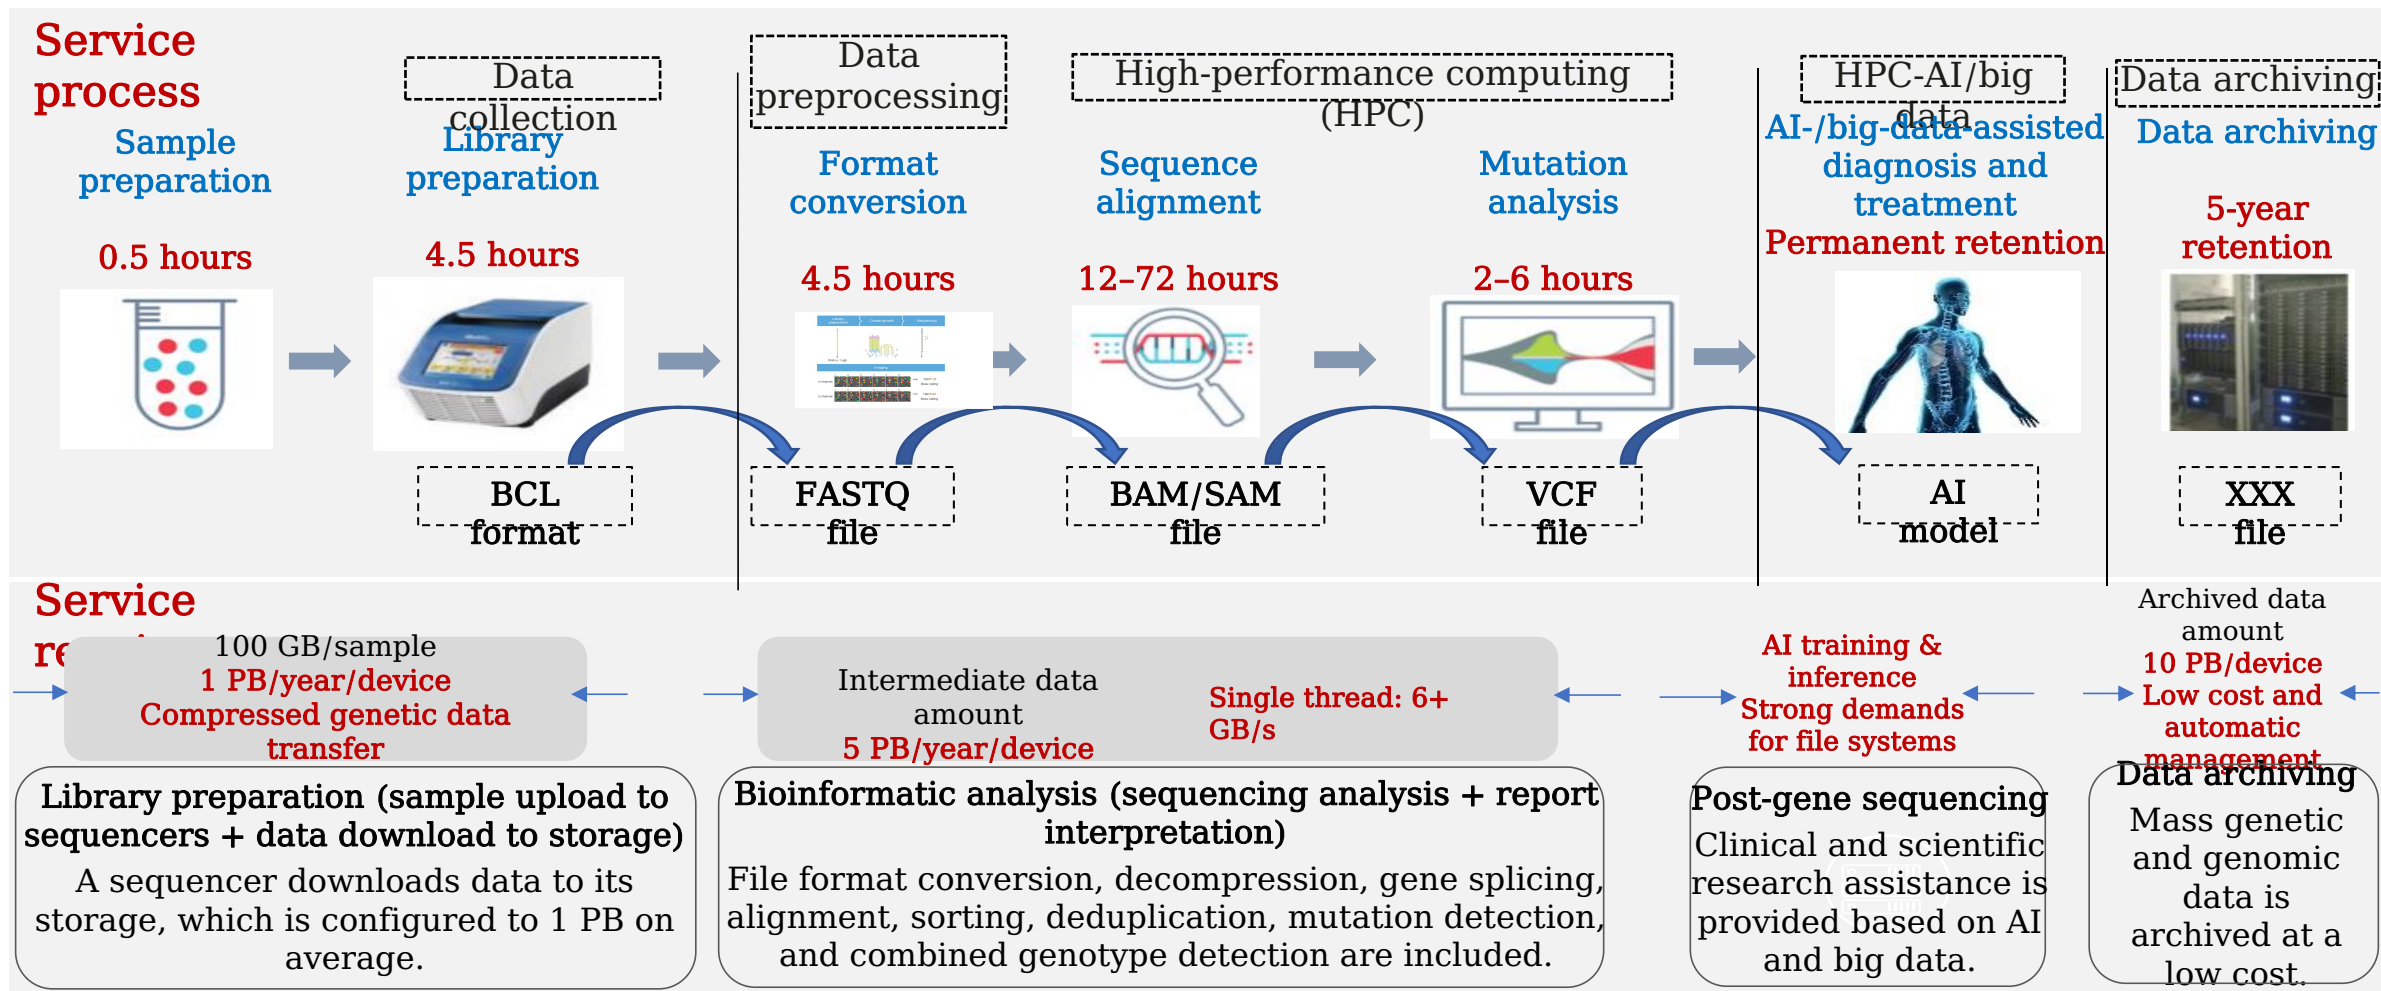 Service
process
Data
collection
Data
preprocessing
High-performance computing
(HPC)
HPC-AI/big
data
Data archiving
Sample
preparation
Library
preparation
Format
conversion
Sequence
alignment
Mutation
analysis
AI-/big-data-assisted
diagnosis and
treatment
Permanent retention
Data archiving
5-year
retention
0.5 hours
4.5 hours
4.5 hours
12–72 hours
2–6 hours
BCL
format
FASTQ
file
BAM/SAM
file
VCF
file
AI
model
XXX
file
Service
100 GB/sample
1 PB/year/device
Compressed genetic data
transfer
Intermediate data
amount
5 PB/year/device
Single thread: 6+
GB/s
AI training &
inference
Strong demands
for file systems
Archived data
amount
10 PB/device
Low cost and
automatic
management
Library preparation (sample upload to
sequencers + data download to storage)
A sequencer downloads data to its
storage, which is configured to 1 PB on
average.
Bioinformatic analysis (sequencing analysis + report
interpretation)
File format conversion, decompression, gene splicing,
alignment, sorting, deduplication, mutation detection,
and combined genotype detection are included.
Post-gene sequencing
Clinical and scientific
research assistance is
provided based on AI
and big data.
Data archiving
Mass genetic
and genomic
data is
archived at a
low cost.